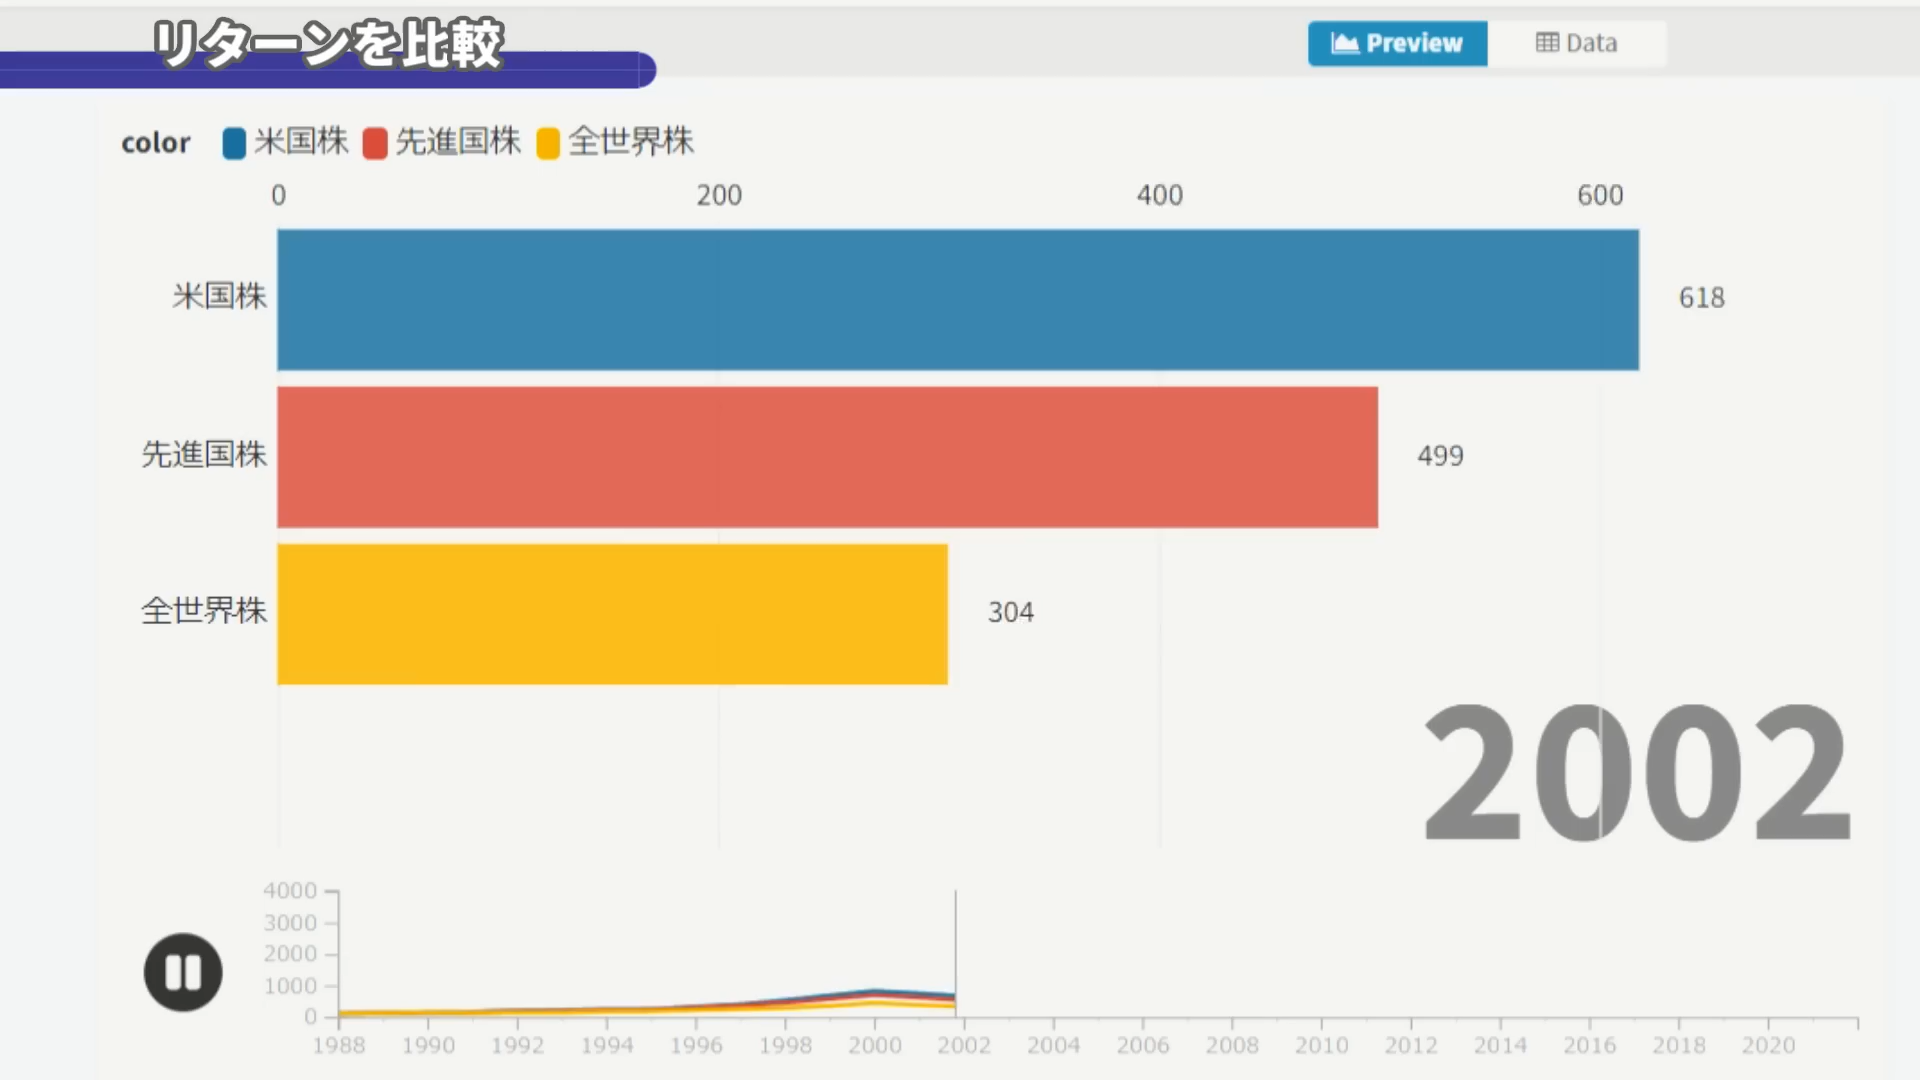 リターンを比較
Preview Data
color 米国株 先進国株 全世界株
0 200 400 600
米国株 618
先進国株 499
全世界株 304
2002
4000
3000
2000
1000
0
1988 1990 1992 1994 1996 1998 2000 2002 2004 2006 2008 2010 2012 2014 2016 2018 2020